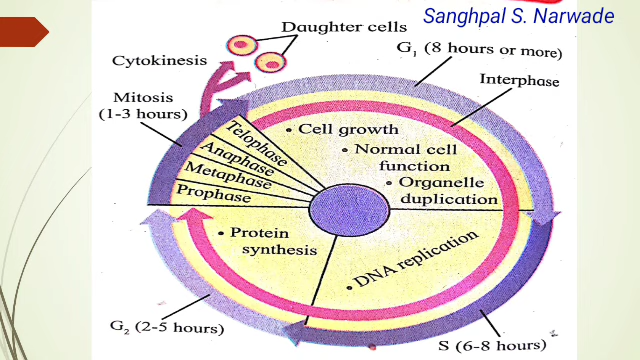 Sanghpal S. Narwade
Daughter cells
G₁ (8 hours or more)
Cytokinesis
Interphase
Mitosis
(1-3 hours)
Telophase
Anaphase
Metaphase
Prophase
• Cell growth
• Normal cell
function
• Organelle
duplication
• Protein
synthesis
• DNA replication
G₂ (2-5 hours)
S (6-8 hours)